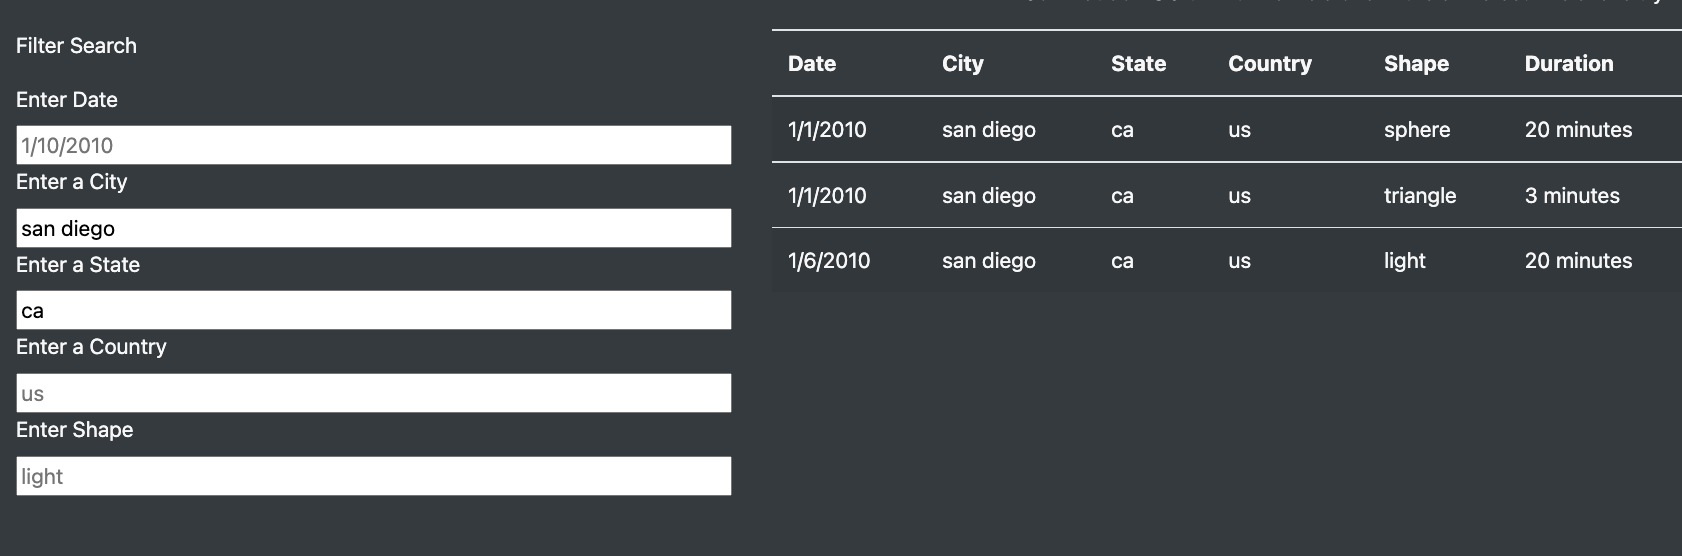 Filter Search
Enter Date
1/10/2010
Enter a City
san diego
Enter a State
ca
Enter a Country
us
Enter Shape
light
Date City State Country Shape Duration
1/1/2010 san diego ca us sphere 20 minutes
1/1/2010 san diego ca us triangle 3 minutes
1/6/2010 san diego ca us light 20 minutes